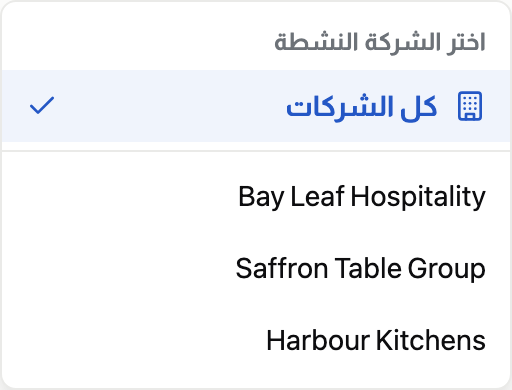 اختر الشركة النشطة
كل الشركات
Bay Leaf Hospitality
Saffron Table Group
Harbour Kitchens